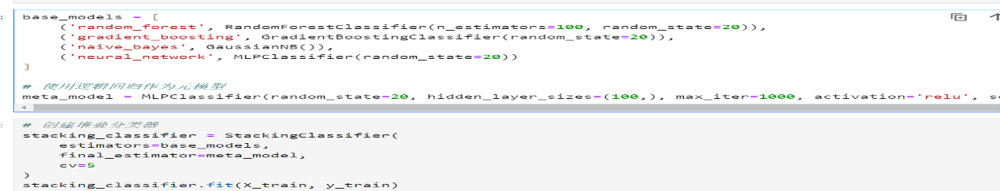 base_models = [
    ('random_forest', RandomForestClassifier(n_estimators=100, random_state=20)),
    ('gradient_boosting', GradientBoostingClassifier(random_state=20)),
    ('naive_bayes', GaussianNB()),
    ('neural_network', MLPClassifier(random_state=20))
]
# 使用逻辑回归作为元模型
meta_model = MLPClassifier(random_state=20, hidden_layer_sizes=(100,), max_iter=1000, activation='relu',
# 创建堆叠分类器
stacking_classifier = StackingClassifier(
    estimators=base_models,
    final_estimator=meta_model,
    cv=5
)
stacking_classifier.fit(X_train, y_train)